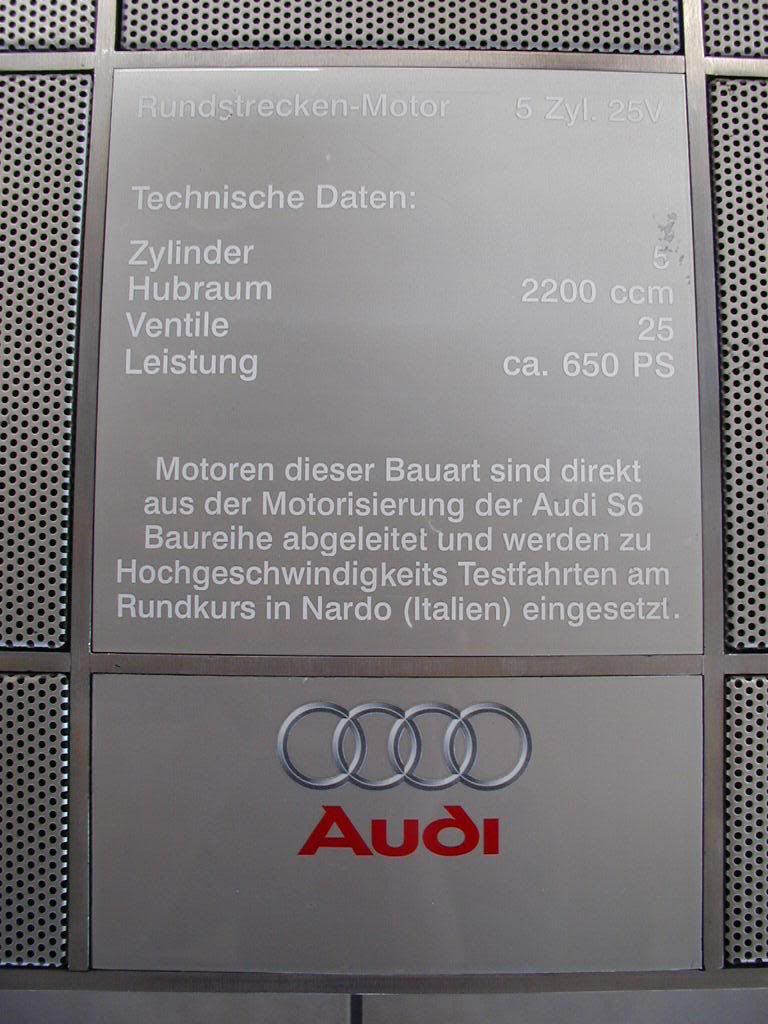 Rundstrecken-Motor 5 Zyl. 25V
Technische Daten:
Zylinder 5
Hubraum 2200 ccm
Ventile 25
Leistung ca. 650 PS
Motoren dieser Bauart sind direkt
aus der Motorisierung der Audi S6
Baureihe abgeleitet und werden zu
Hochgeschwindigkeits Testfahrten am
Rundkurs in Nardo (Italien) eingesetzt.
Audi